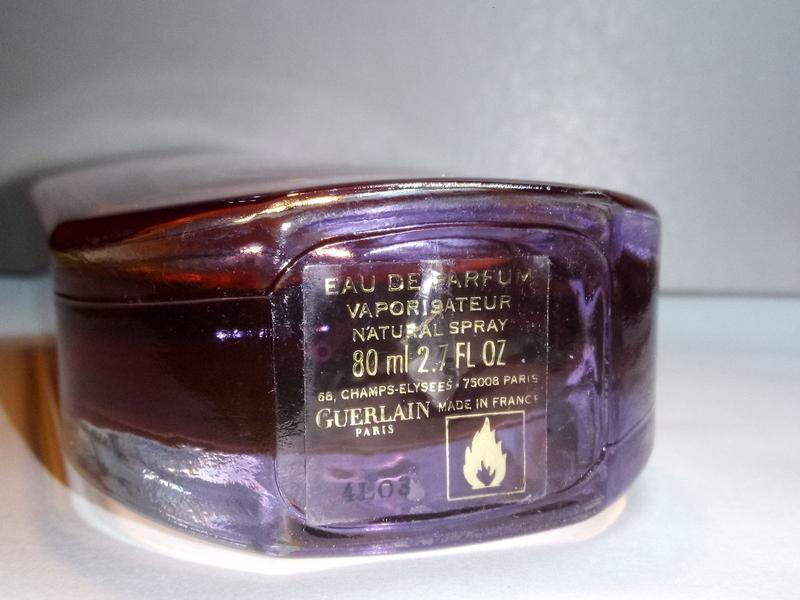 EAU DE PARFUM
VAPORISATEUR
NATURAL SPRAY
80 ml 2.7 FL OZ
68, CHAMPS-ELYSEES · 75008 PARIS
GUERLAIN MADE IN FRANCE
PARIS
4L03